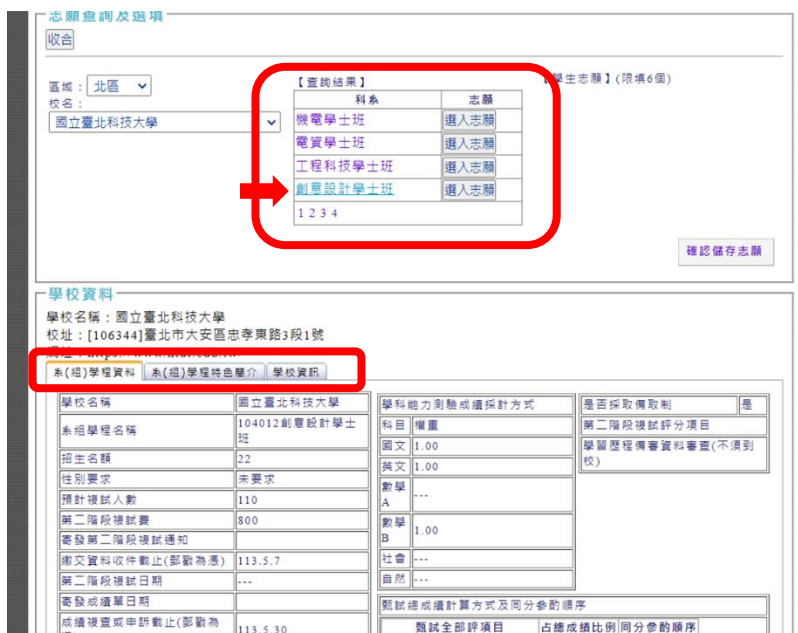 志願查詢及選填
收合
區域：北區
校名：
國立臺北科技大學
【查詢結果】
科系 志願
機電學士班 選入志願
電資學士班 選入志願
工程科技學士班 選入志願
創意設計學士班 選入志願
1 2 3 4
學生志願】(限填6個)
確認儲存志願
學校資料
學校名稱：國立臺北科技大學
校址：[106344]臺北市大安區忠孝東路3段1號
系(組)學程資料 系(組)學程特色簡介 學校資訊
學校名稱 國立臺北科技大學
系組學程名稱 104012創意設計學士班
招生名額 22
性別要求 未要求
預計複試人數 110
第二階段複試費 800
寄發第二階段複試通知
繳交資料收件截止(郵戳為憑) 113.5.7
第二階段複試日期 ---
寄發成績單日期
成績複查或申訴截止(郵戳為 113.5.30
學科能力測驗成績採計方式
科目 權重
國文 1.00
英文 1.00
數學A ---
數學B 1.00
社會 ---
自然 ---
是否採取備取制 是
第二階段複試評分項目
學習歷程備審資料審查(不須到校)
甄試總成績計算方式及同分參酌順序
甄試全部評項目 占總成績比例 同分參酌順序